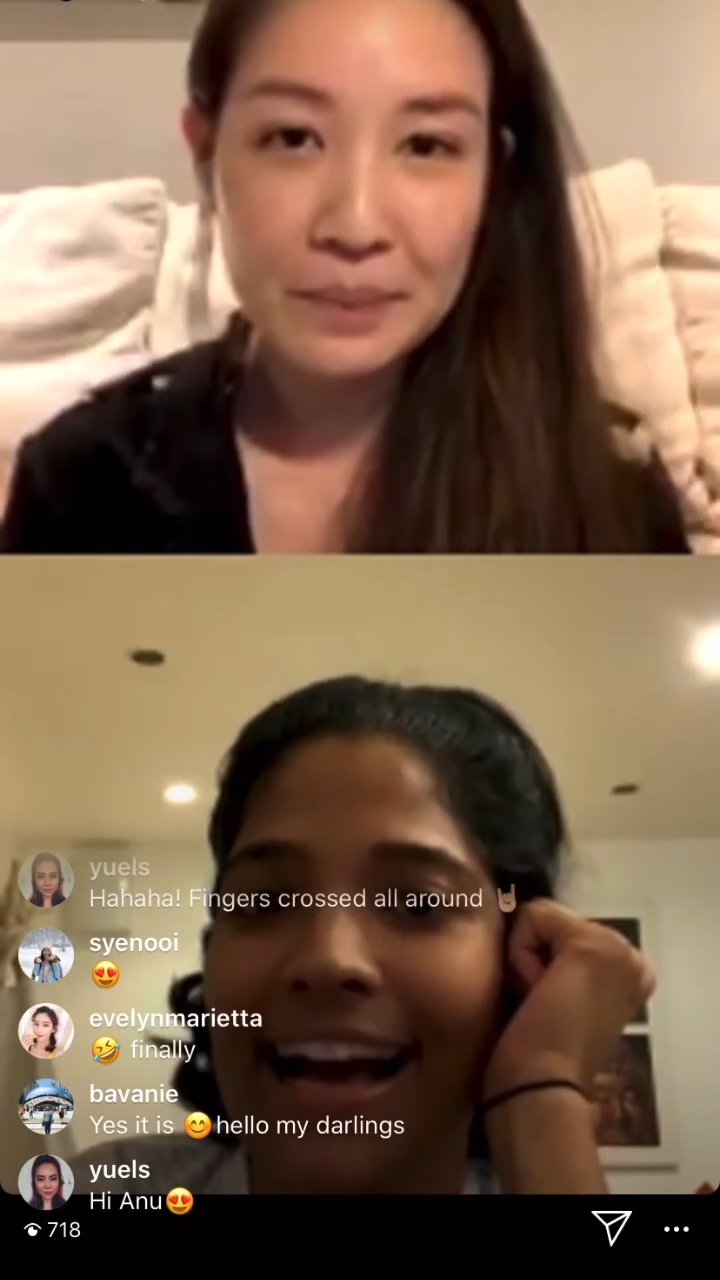 yuels
Hahaha! Fingers crossed all around 🤘🏽
syenooi
😍
evelynmarietta
🤣 finally
bavanie
Yes it is 😊hello my darlings
yuels
Hi Anu😍
718